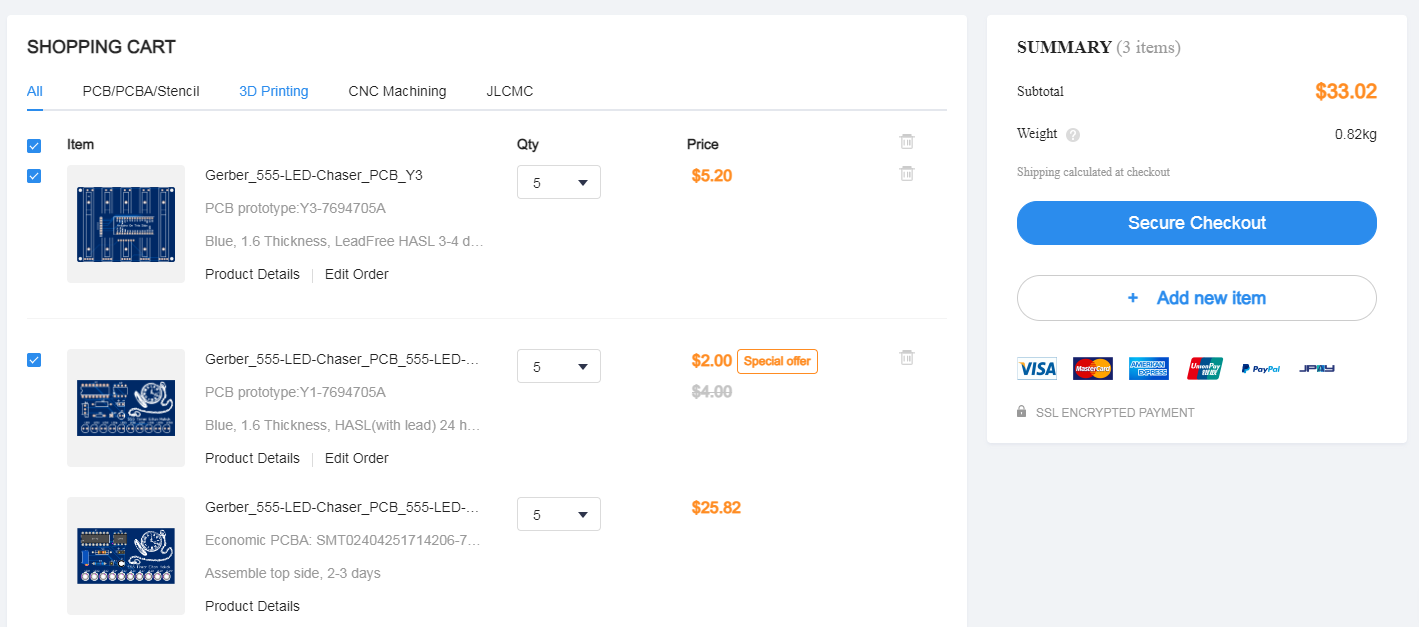 SHOPPING CART
All PCB/PCBA/Stencil 3D Printing CNC Machining JLCMC
Item Qty Price
Gerber_555-LED-Chaser_PCB_Y3 5 $5.20
PCB prototype:Y3-7694705A
Blue, 1.6 Thickness, LeadFree HASL 3-4 d...
Product Details | Edit Order
Gerber_555-LED-Chaser_PCB_555-LED-... 5 $2.00 Special offer
PCB prototype:Y1-7694705A $4.00
Blue, 1.6 Thickness, HASL(with lead) 24 h...
Product Details | Edit Order
Gerber_555-LED-Chaser_PCB_555-LED-... 5 $25.82
Economic PCBA: SMT02404251714206-7...
Assemble top side, 2-3 days
Product Details
SUMMARY (3 items)
Subtotal $33.02
Weight ? 0.82kg
Shipping calculated at checkout
Secure Checkout
+ Add new item
VISA MasterCard AMERICAN EXPRESS UnionPay 银联 PayPal JPAY
SSL ENCRYPTED PAYMENT